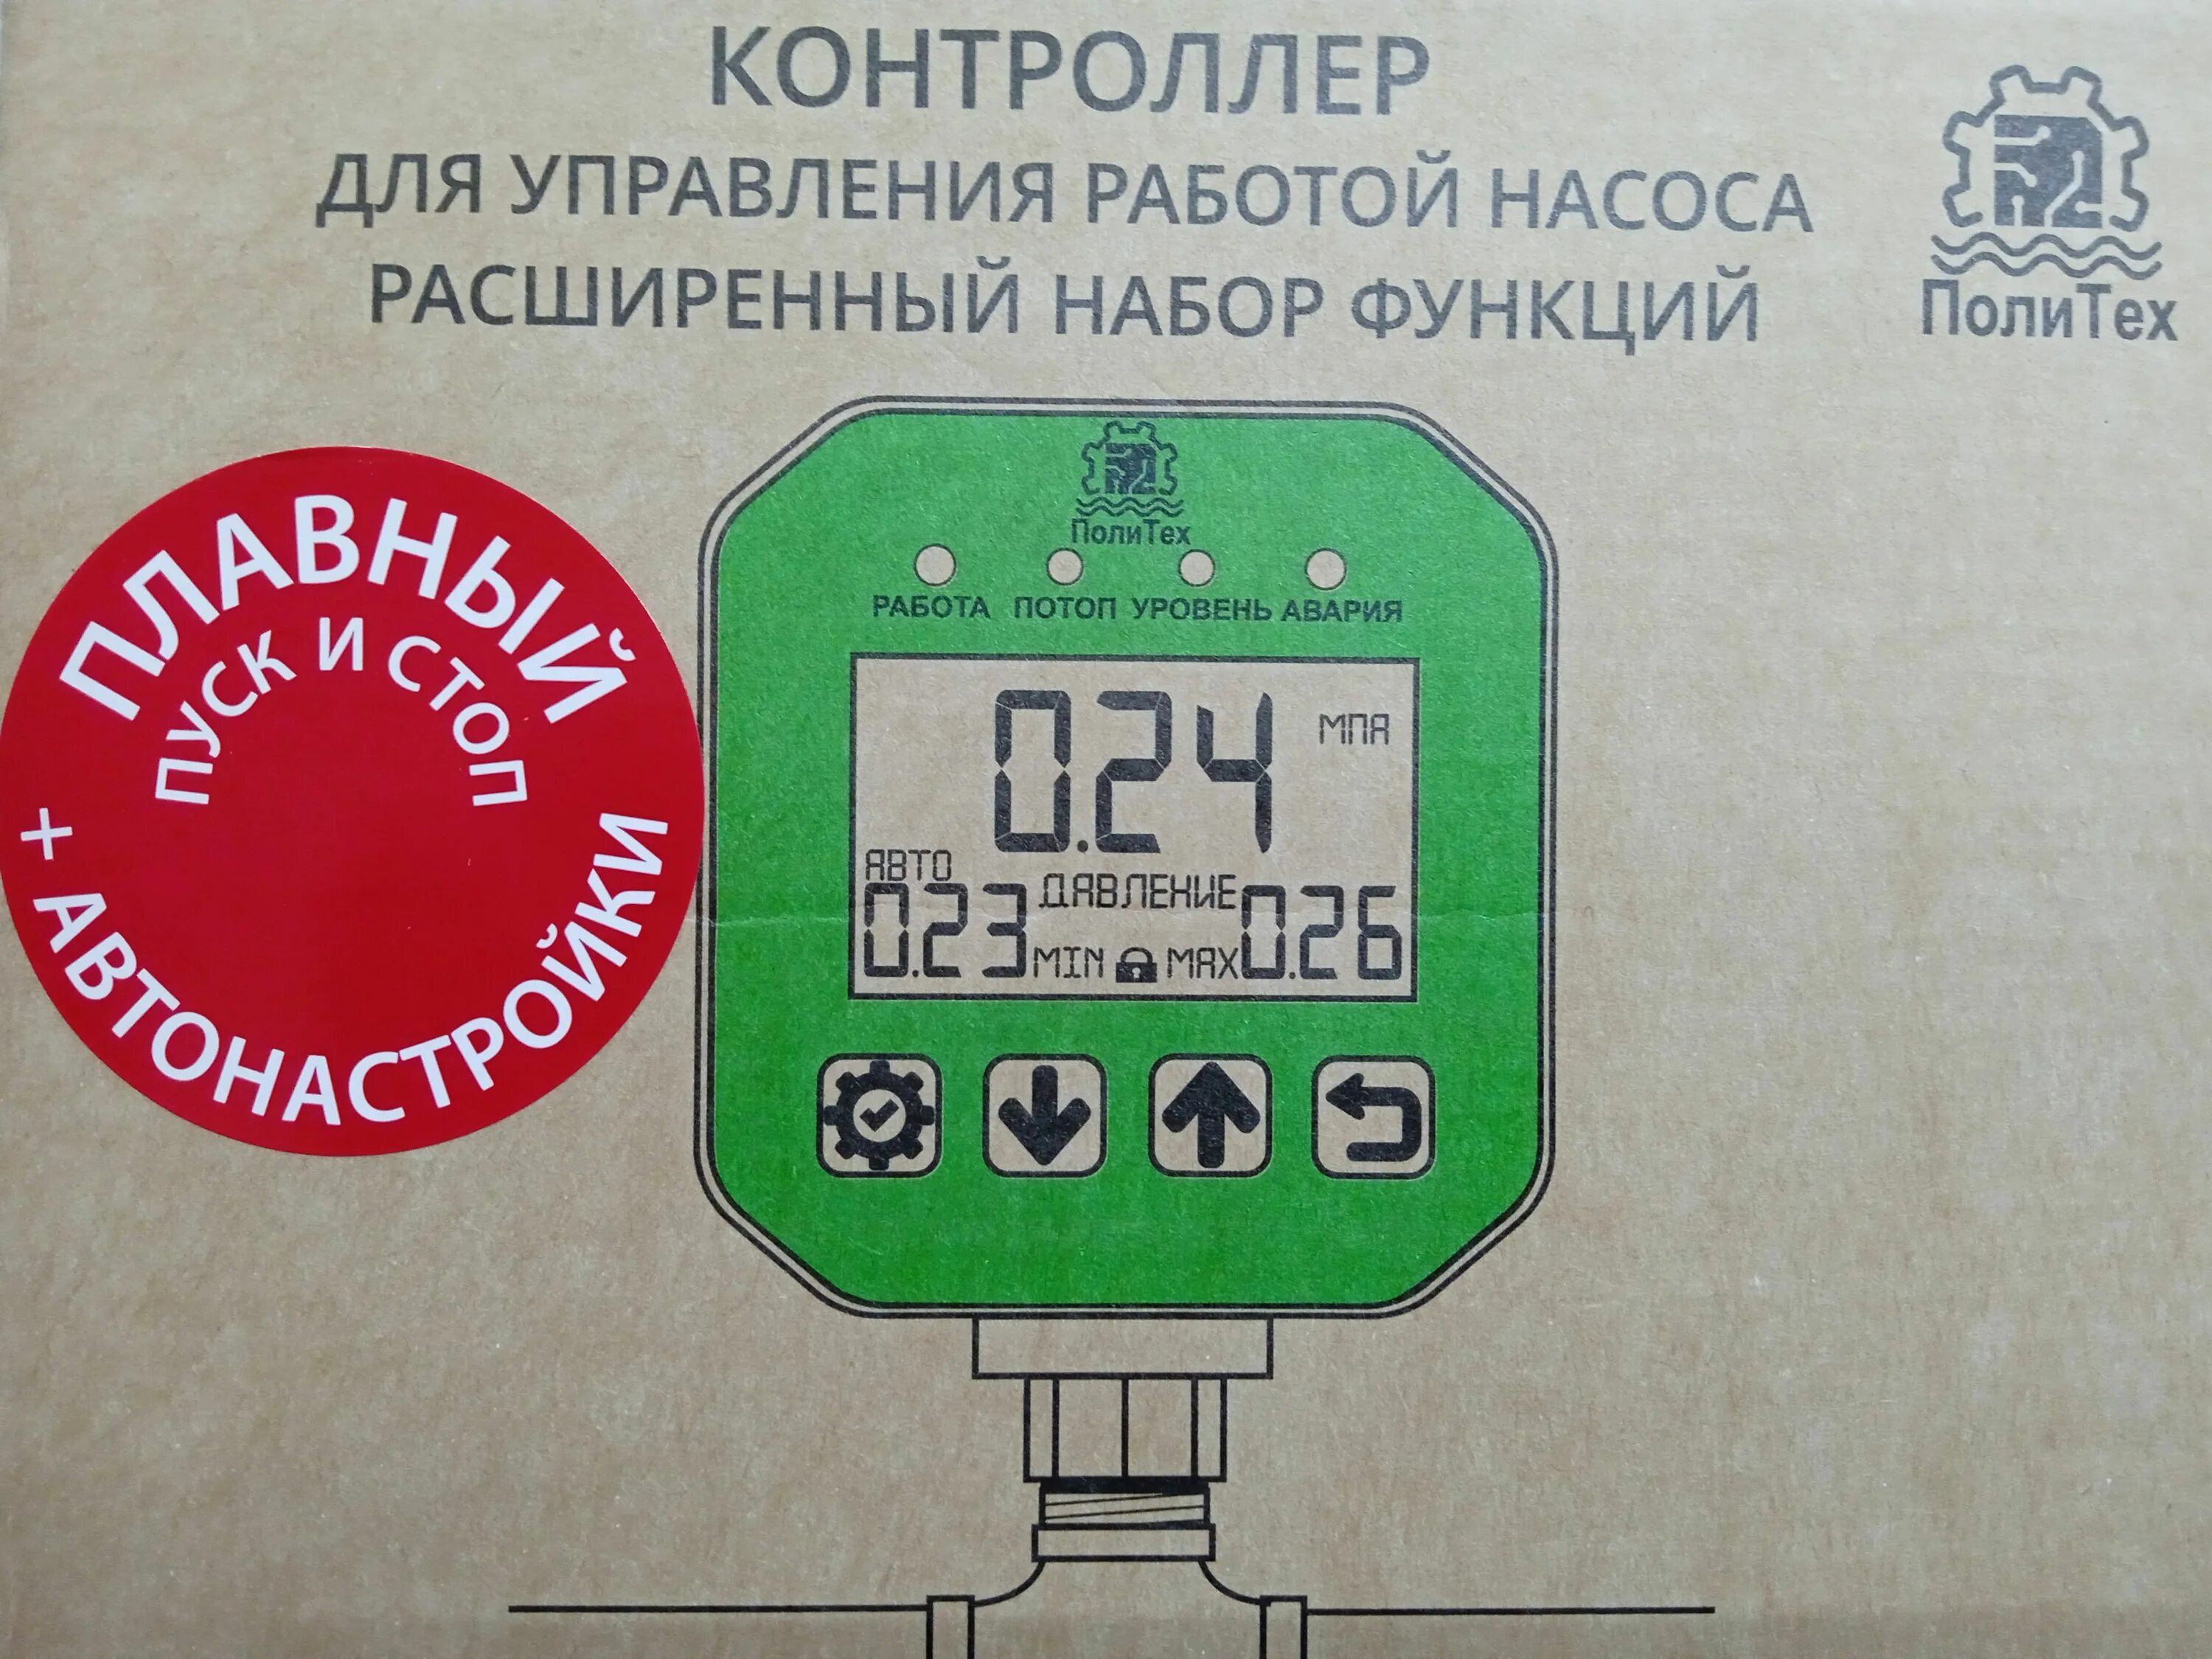 КОНТРОЛЛЕР
ДЛЯ УПРАВЛЕНИЯ РАБОТОЙ НАСОСА
РАСШИРЕННЫЙ НАБОР ФУНКЦИЙ
ПолиТех
ПЛАВНЫЙ
ПУСК И СТОП
+ АВТОНАСТРОЙКИ
ПолиТех
РАБОТА ПОТОП УРОВЕНЬ АВАРИЯ
0.24 МПА
АВТО
ДАВЛЕНИЕ
0.23 MIN MAX 0.26